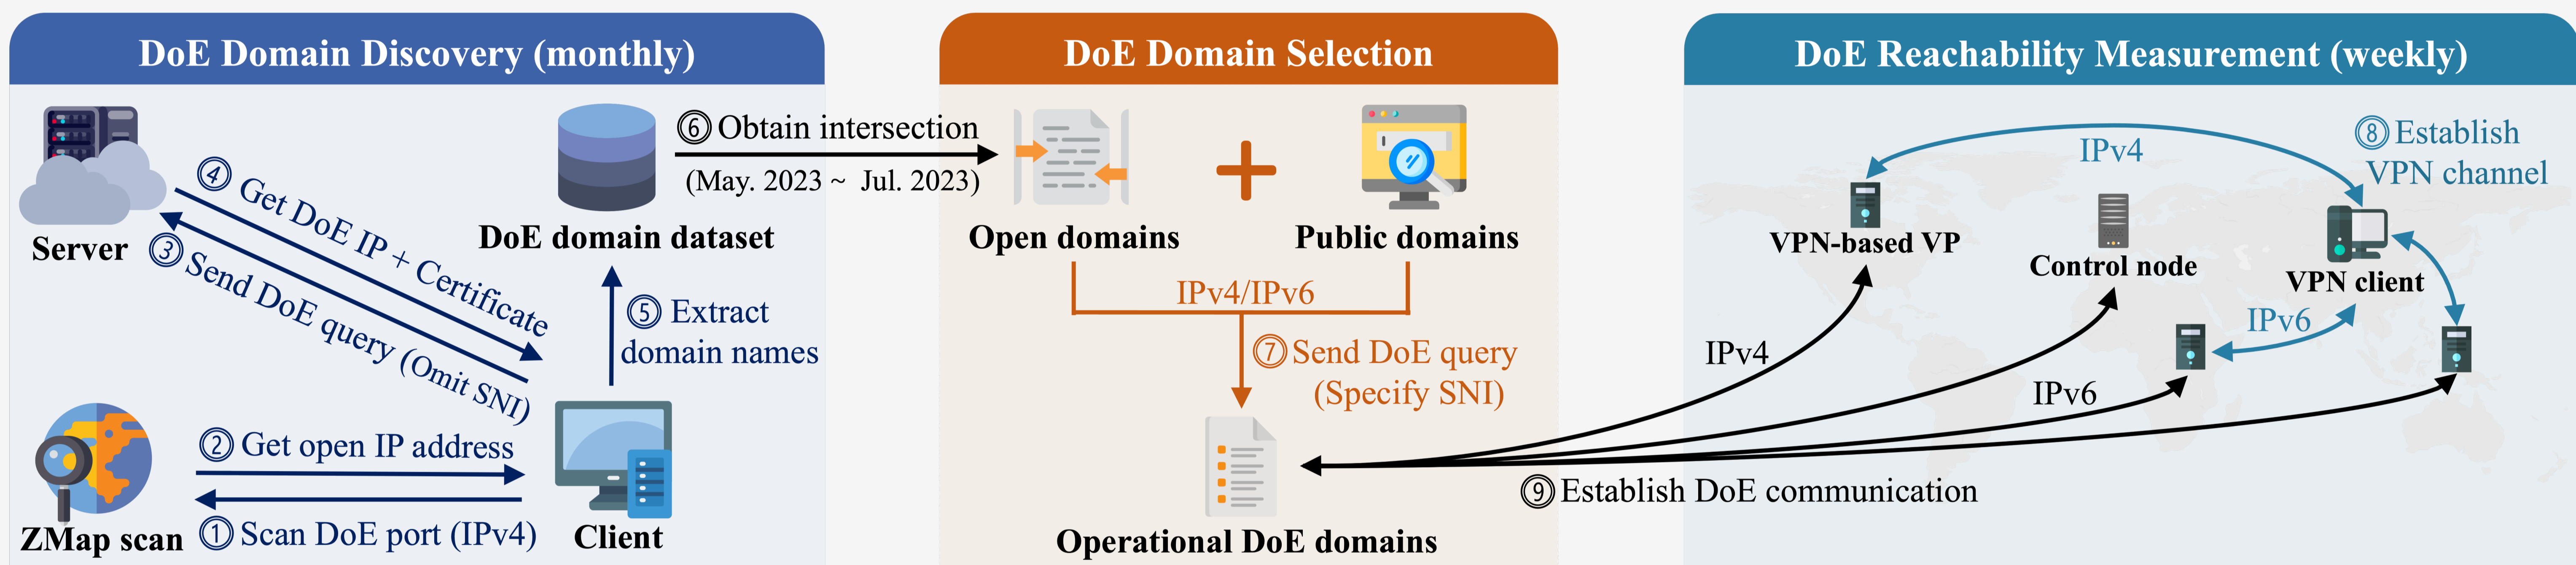 DoE Domain Discovery (monthly)
Server
④ Get DoE IP + Certificate
③ Send DoE query (Omit SNI)
DoE domain dataset
⑤ Extract
domain names
② Get open IP address
① Scan DoE port (IPv4)
ZMap scan
Client
⑥ Obtain intersection
(May. 2023 ~ Jul. 2023)
DoE Domain Selection
Open domains
Public domains
IPv4/IPv6
⑦ Send DoE query
(Specify SNI)
Operational DoE domains
DoE Reachability Measurement (weekly)
IPv4
⑧ Establish
VPN channel
VPN-based VP
Control node
VPN client
IPv6
IPv4
IPv6
⑨ Establish DoE communication